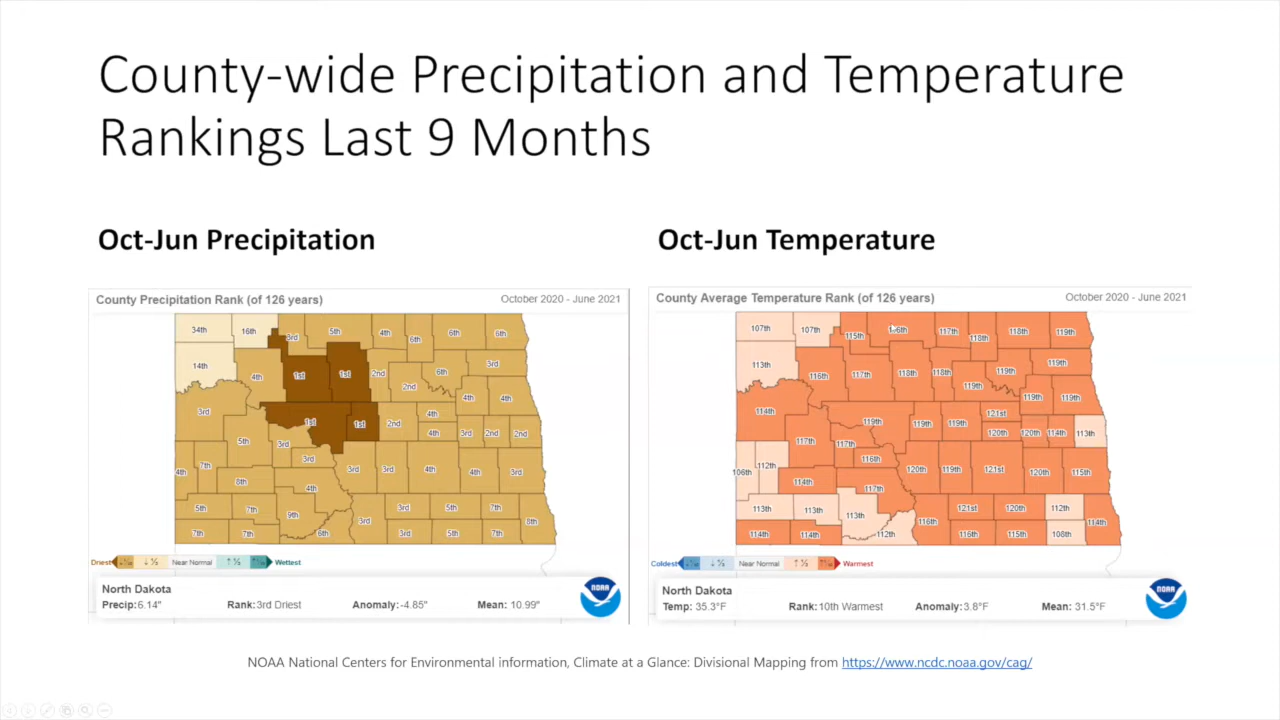 County-wide Precipitation and Temperature
Rankings Last 9 Months
Oct-Jun Precipitation
Oct-Jun Temperature
County Precipitation Rank (of 126 years)
October 2020 - June 2021
34th 16th 3rd 5th 4th 6th 6th 6th
14th 4th 1st 1st 2nd 2nd 6th 3rd
3rd 4th 4th
5th 3rd 1st 1st 2nd 4th 4th 3rd 2nd 2nd
4th 7th 8th 3rd 4th 3rd 3rd 4th 4th 3rd
5th 7th 9th 3rd 3rd 5th 7th 8th
7th 7th 6th 3rd 5th 7th
Driest
Near Normal
Wettest
North Dakota
Precip:6.14"
Rank:3rd Driest
Anomaly:-4.85"
Mean: 10.99"
NOAA
County Average Temperature Rank (of 126 years)
October 2020 - June 2021
107th 107th 115th 117th 118th 118th 119th
113th 116th 117th 118th 118th 119th 119th 119th
114th 119th 119th
117th 117th 119th 119th 119th 121st 120th 120th 114th 113th
106th 112th 114th 116th 117th 120th 119th 121st 120th 115th
113th 113th 113th 116th 121st 120th 112th 114th
114th 114th 112th 116th 115th 108th
Coldest
Near Normal
Warmest
North Dakota
Temp: 35.3°F
Rank:10th Warmest
Anomaly:3.8°F
Mean: 31.5°F
NOAA
NOAA National Centers for Environmental information, Climate at a Glance: Divisional Mapping from https://www.ncdc.noaa.gov/cag/